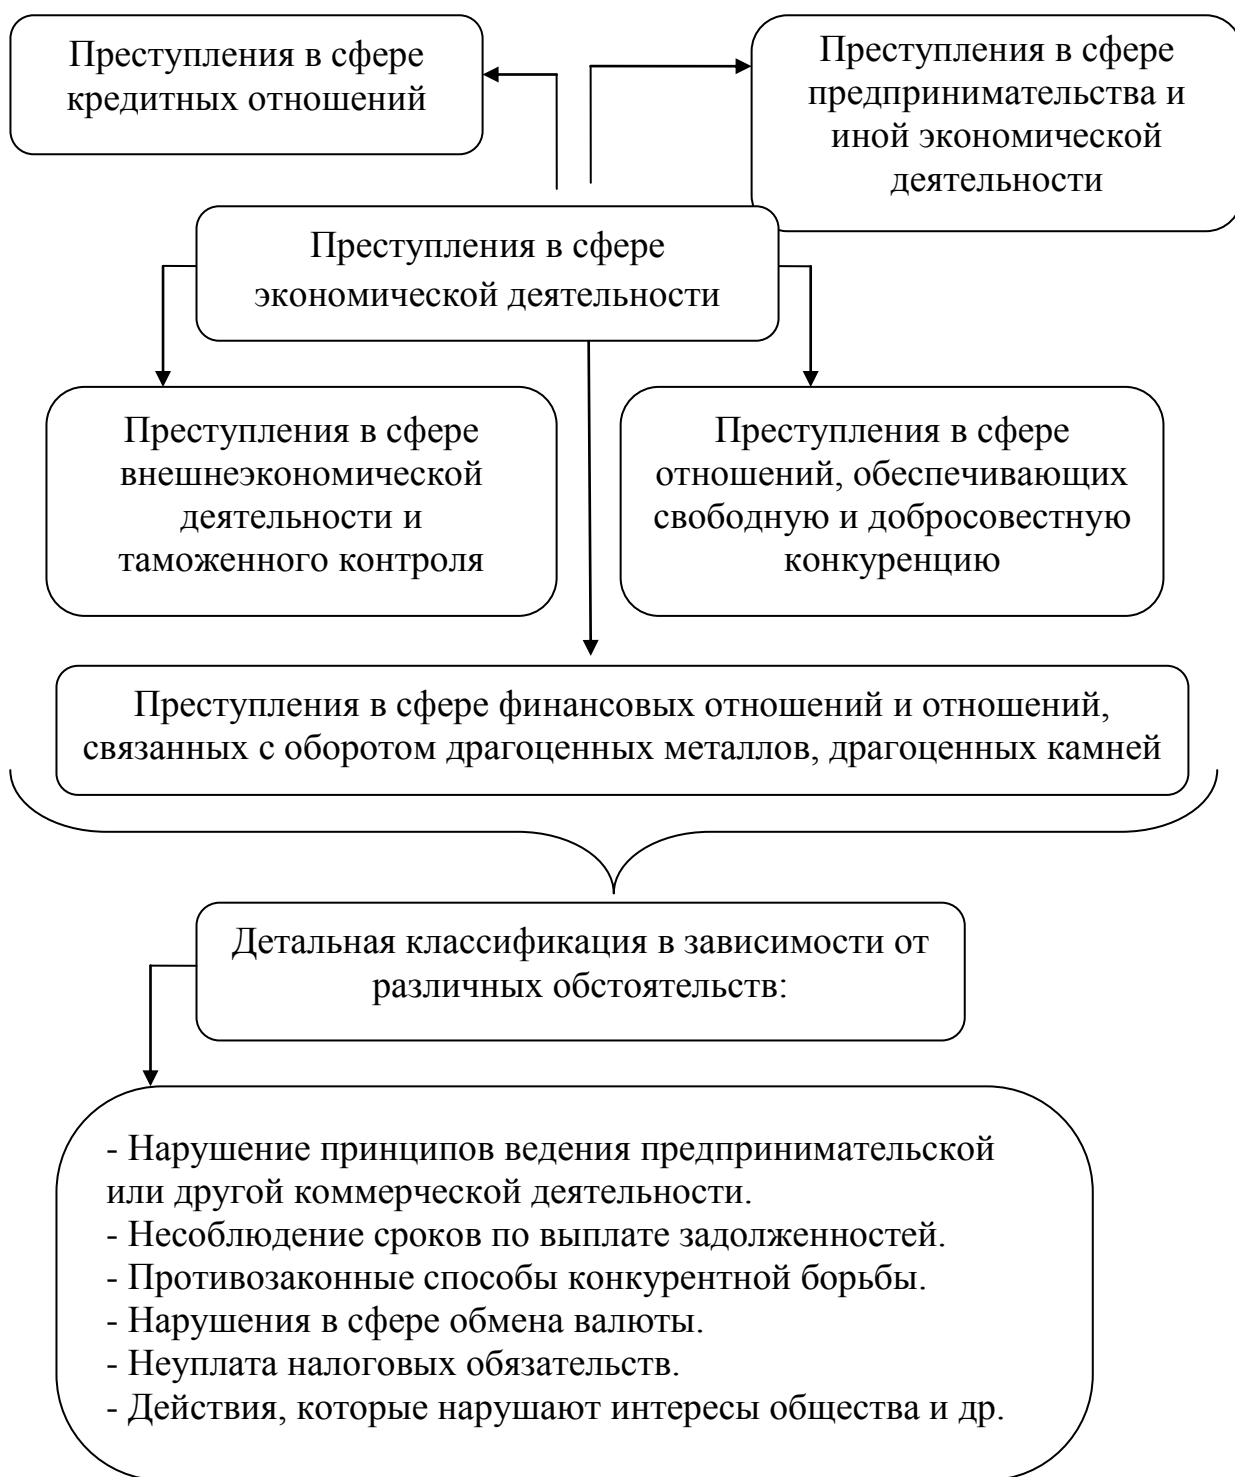 Преступления в сфере
кредитных отношений
Преступления в сфере
предпринимательства и
иной экономической
деятельности
Преступления в сфере
экономической деятельности
Преступления в сфере
внешнеэкономической
деятельности и
таможенного контроля
Преступления в сфере
отношений, обеспечивающих
свободную и добросовестную
конкуренцию
Преступления в сфере финансовых отношений и отношений,
связанных с оборотом драгоценных металлов, драгоценных камней
Детальная классификация в зависимости от
различных обстоятельств:
- Нарушение принципов ведения предпринимательской
или другой коммерческой деятельности.
- Несоблюдение сроков по выплате задолженностей.
- Противозаконные способы конкурентной борьбы.
- Нарушения в сфере обмена валюты.
- Неуплата налоговых обязательств.
- Действия, которые нарушают интересы общества и др.